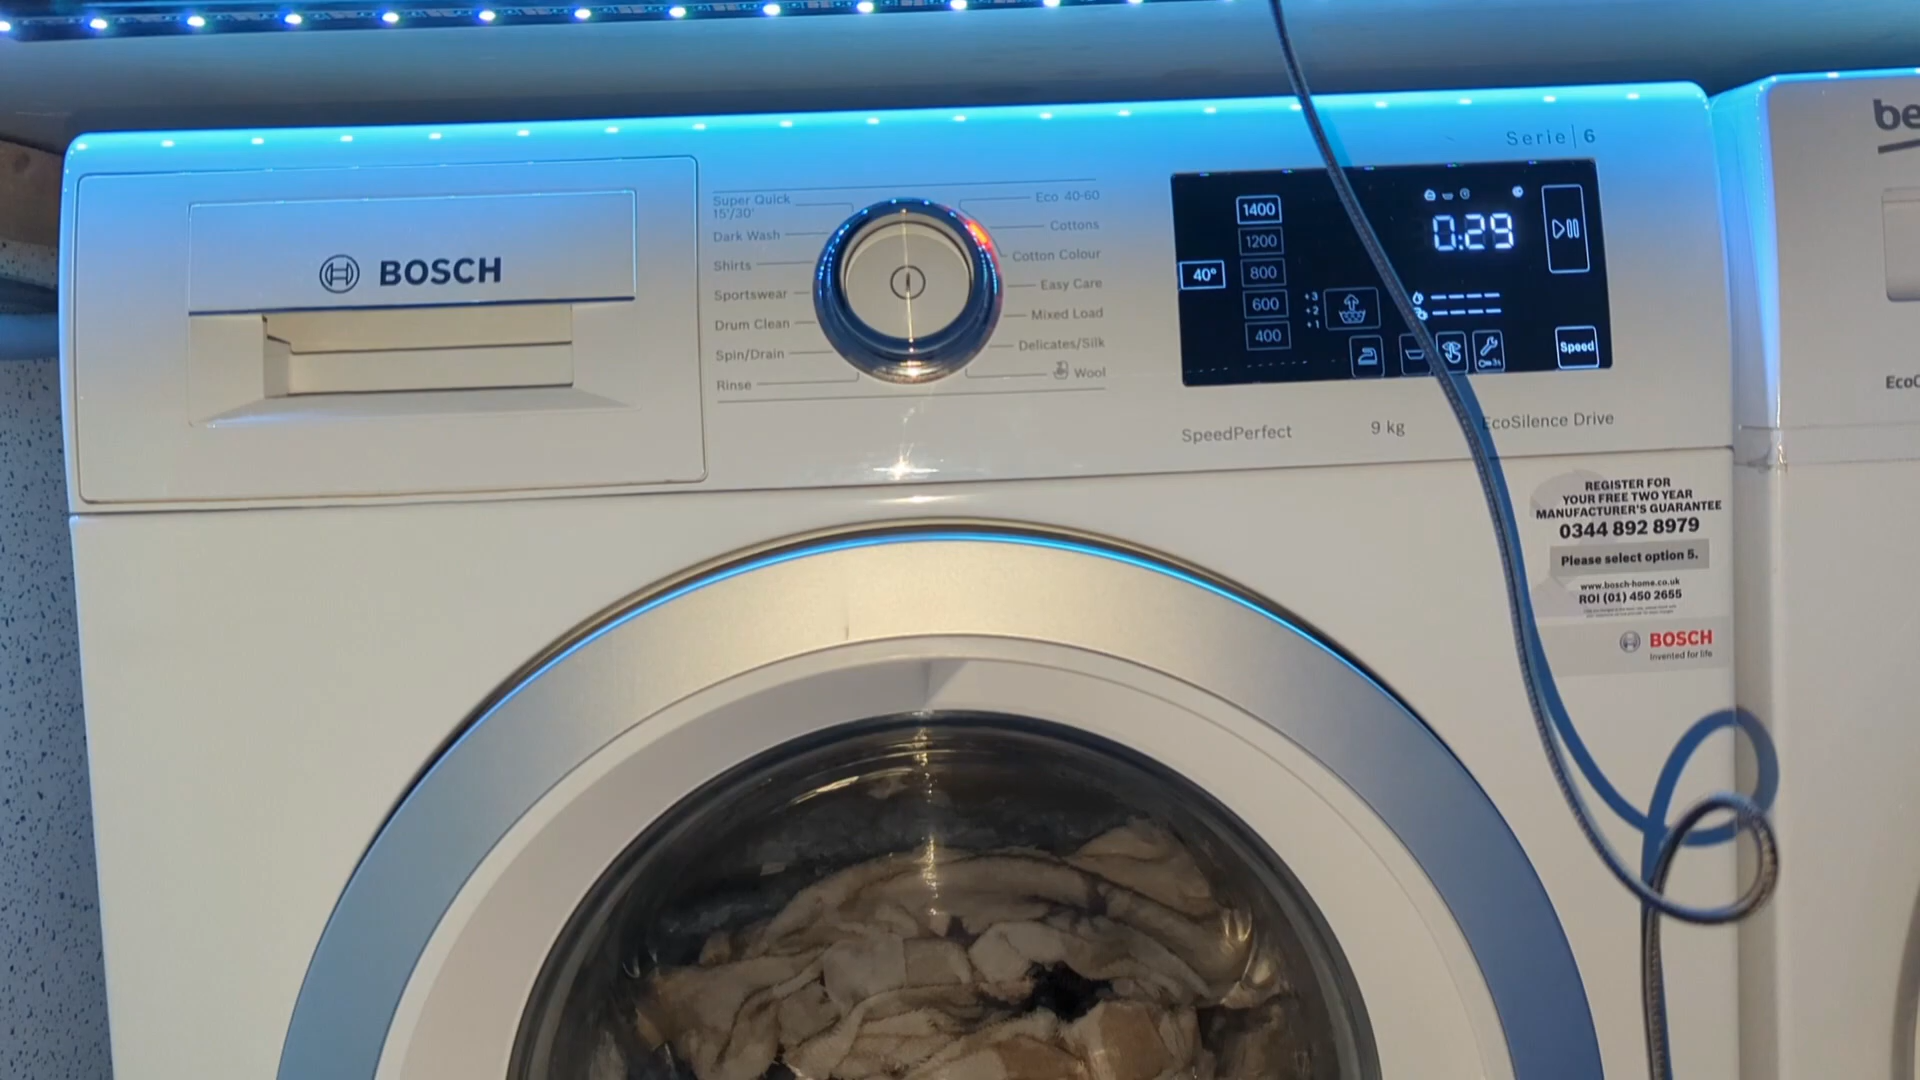 BOSCH
Super Quick
15'/30'
Dark Wash
Shirts
Sportswear
Drum Clean
Spin/Drain
Rinse
Eco 40-60
Cottons
Cotton Colour
Easy Care
Mixed Load
Delicates/Silk
Wool
Serie | 6
40°
1400
1200
800
600
400
+3
+2
+1
0:29
Speed
SpeedPerfect
9 kg
EcoSilence Drive
REGISTER FOR
YOUR FREE TWO YEAR
MANUFACTURER'S GUARANTEE
0344 892 8979
Please select option 5.
www.bosch-home.co.uk
ROI (01) 450 2655
BOSCH
Invented for life
be
Eco